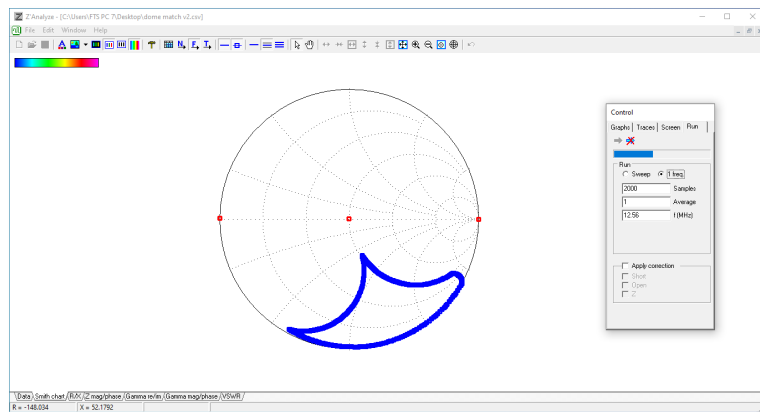 Z'Analyze - [C:\Users\FTS PC 7\Desktop\dome match v2.csv]
File Edit Window Help
Control
Graphs Traces Screen Run
Run
Sweep 1 freq
2000 Samples
1 Average
12.56 f (MHz)
Apply correction
Short
Open
Z
Data Smith chart R/X Z mag/phase Gamma re/im Gamma mag/phase VSWR
R = -148.034 X = 52.1792